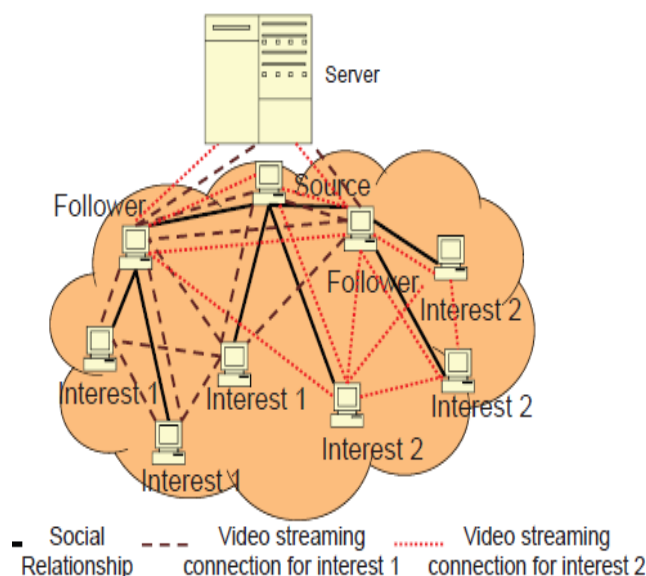 Server
Source
Follower
Follower
Interest 2
Interest 1
Interest 1
Interest 2
Interest 2
Interest 1
Social Relationship
Video streaming connection for interest 1
Video streaming connection for interest 2